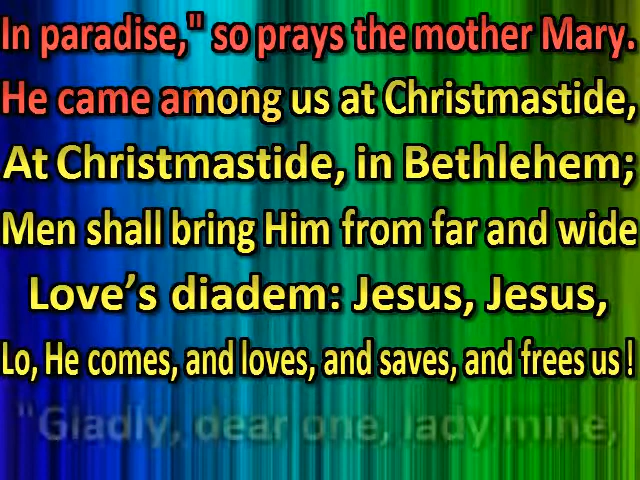 In paradise," so prays the mother Mary.
He came among us at Christmastide,
At Christmastide, in Bethlehem;
Men shall bring Him from far and wide
Love’s diadem: Jesus, Jesus,
Lo, He comes, and loves, and saves, and frees us !
"Gladly, dear one, lady mine,